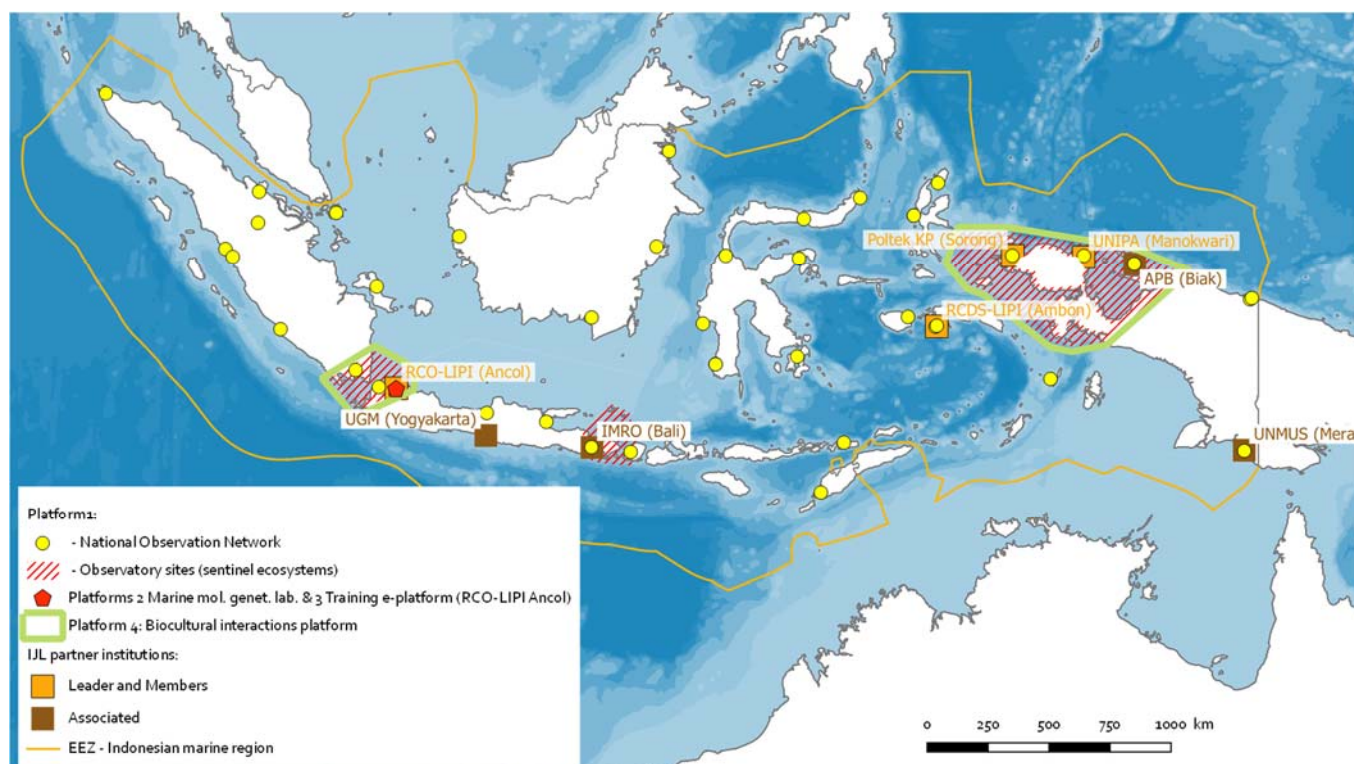 Poltek KP (Sorong)
UNIPA (Manokwari)
APB (Biak)
RCDS-LIPI (Ambon)
RCO-LIPI (Ancol)
UGM (Yogyakarta)
IMRO (Bali)
UNMUS (Mera
Platform1:
- National Observation Network
- Observatory sites (sentinel ecosystems)
Platforms 2 Marine mol. genet. lab. & 3 Training e-platform (RCO-LIPI Ancol)
Platform 4: Biocultural interactions platform
IJL partner institutions:
Leader and Members
Associated
EEZ - Indonesian marine region
0 250 500 750 1000 km